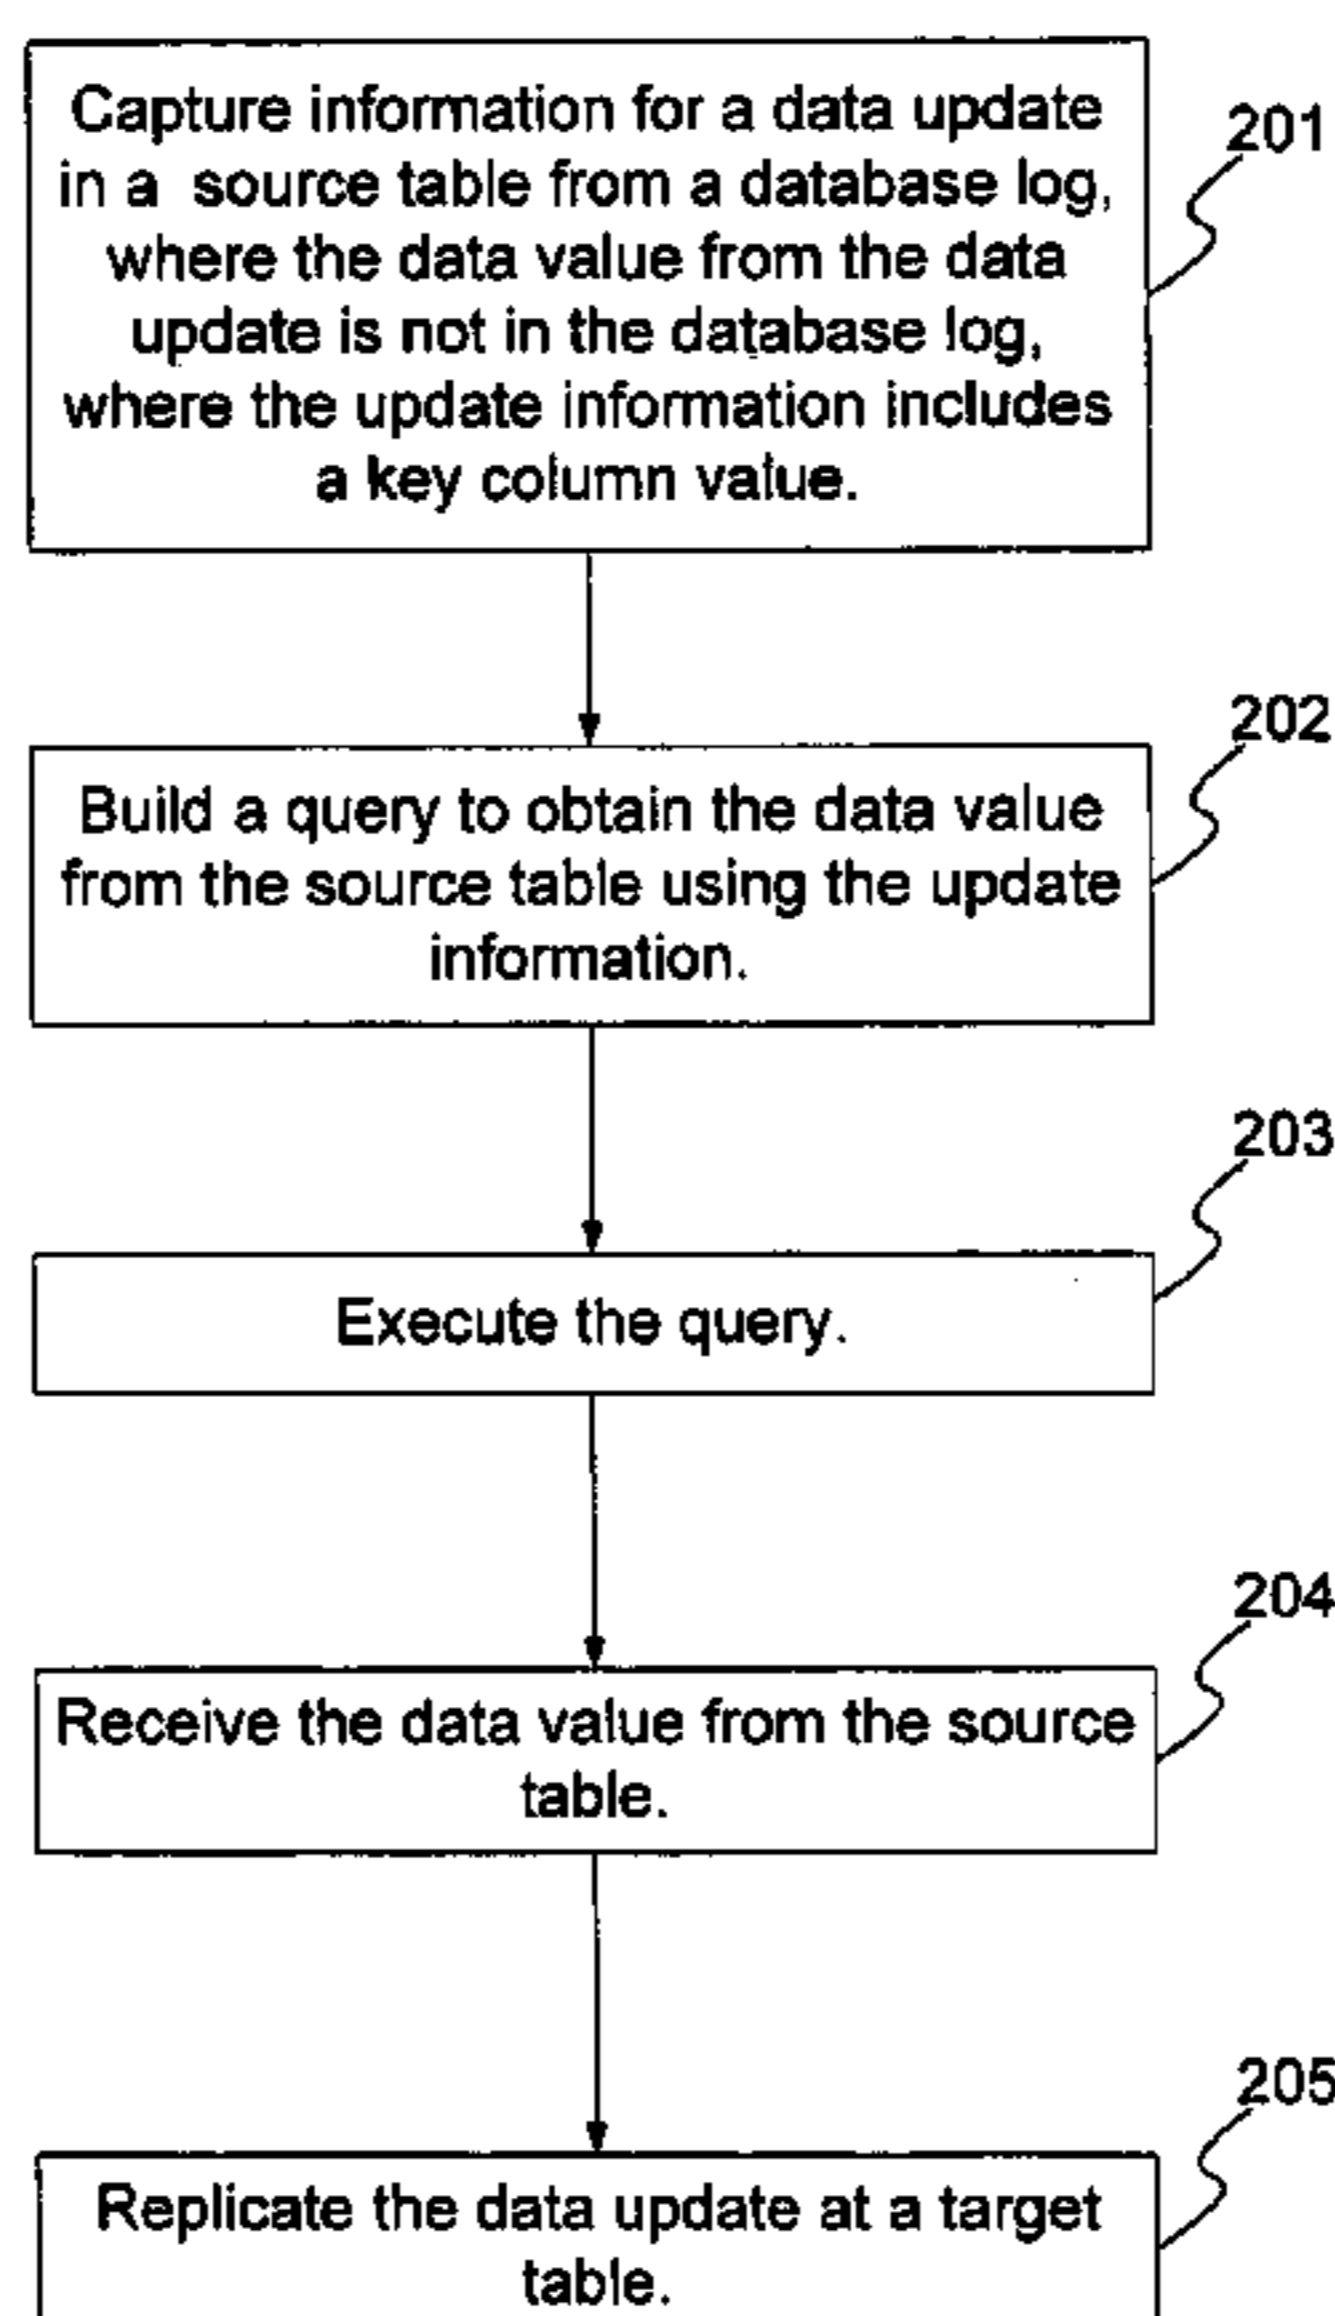 Capture information for a data update
in a source table from a database log,
where the data value from the data
update is not in the database log,
where the update information includes
a key column value.
201
Build a query to obtain the data value
from the source table using the update
information.
202
Execute the query.
203
Receive the data value from the source
table.
204
Replicate the data update at a target
table.
205